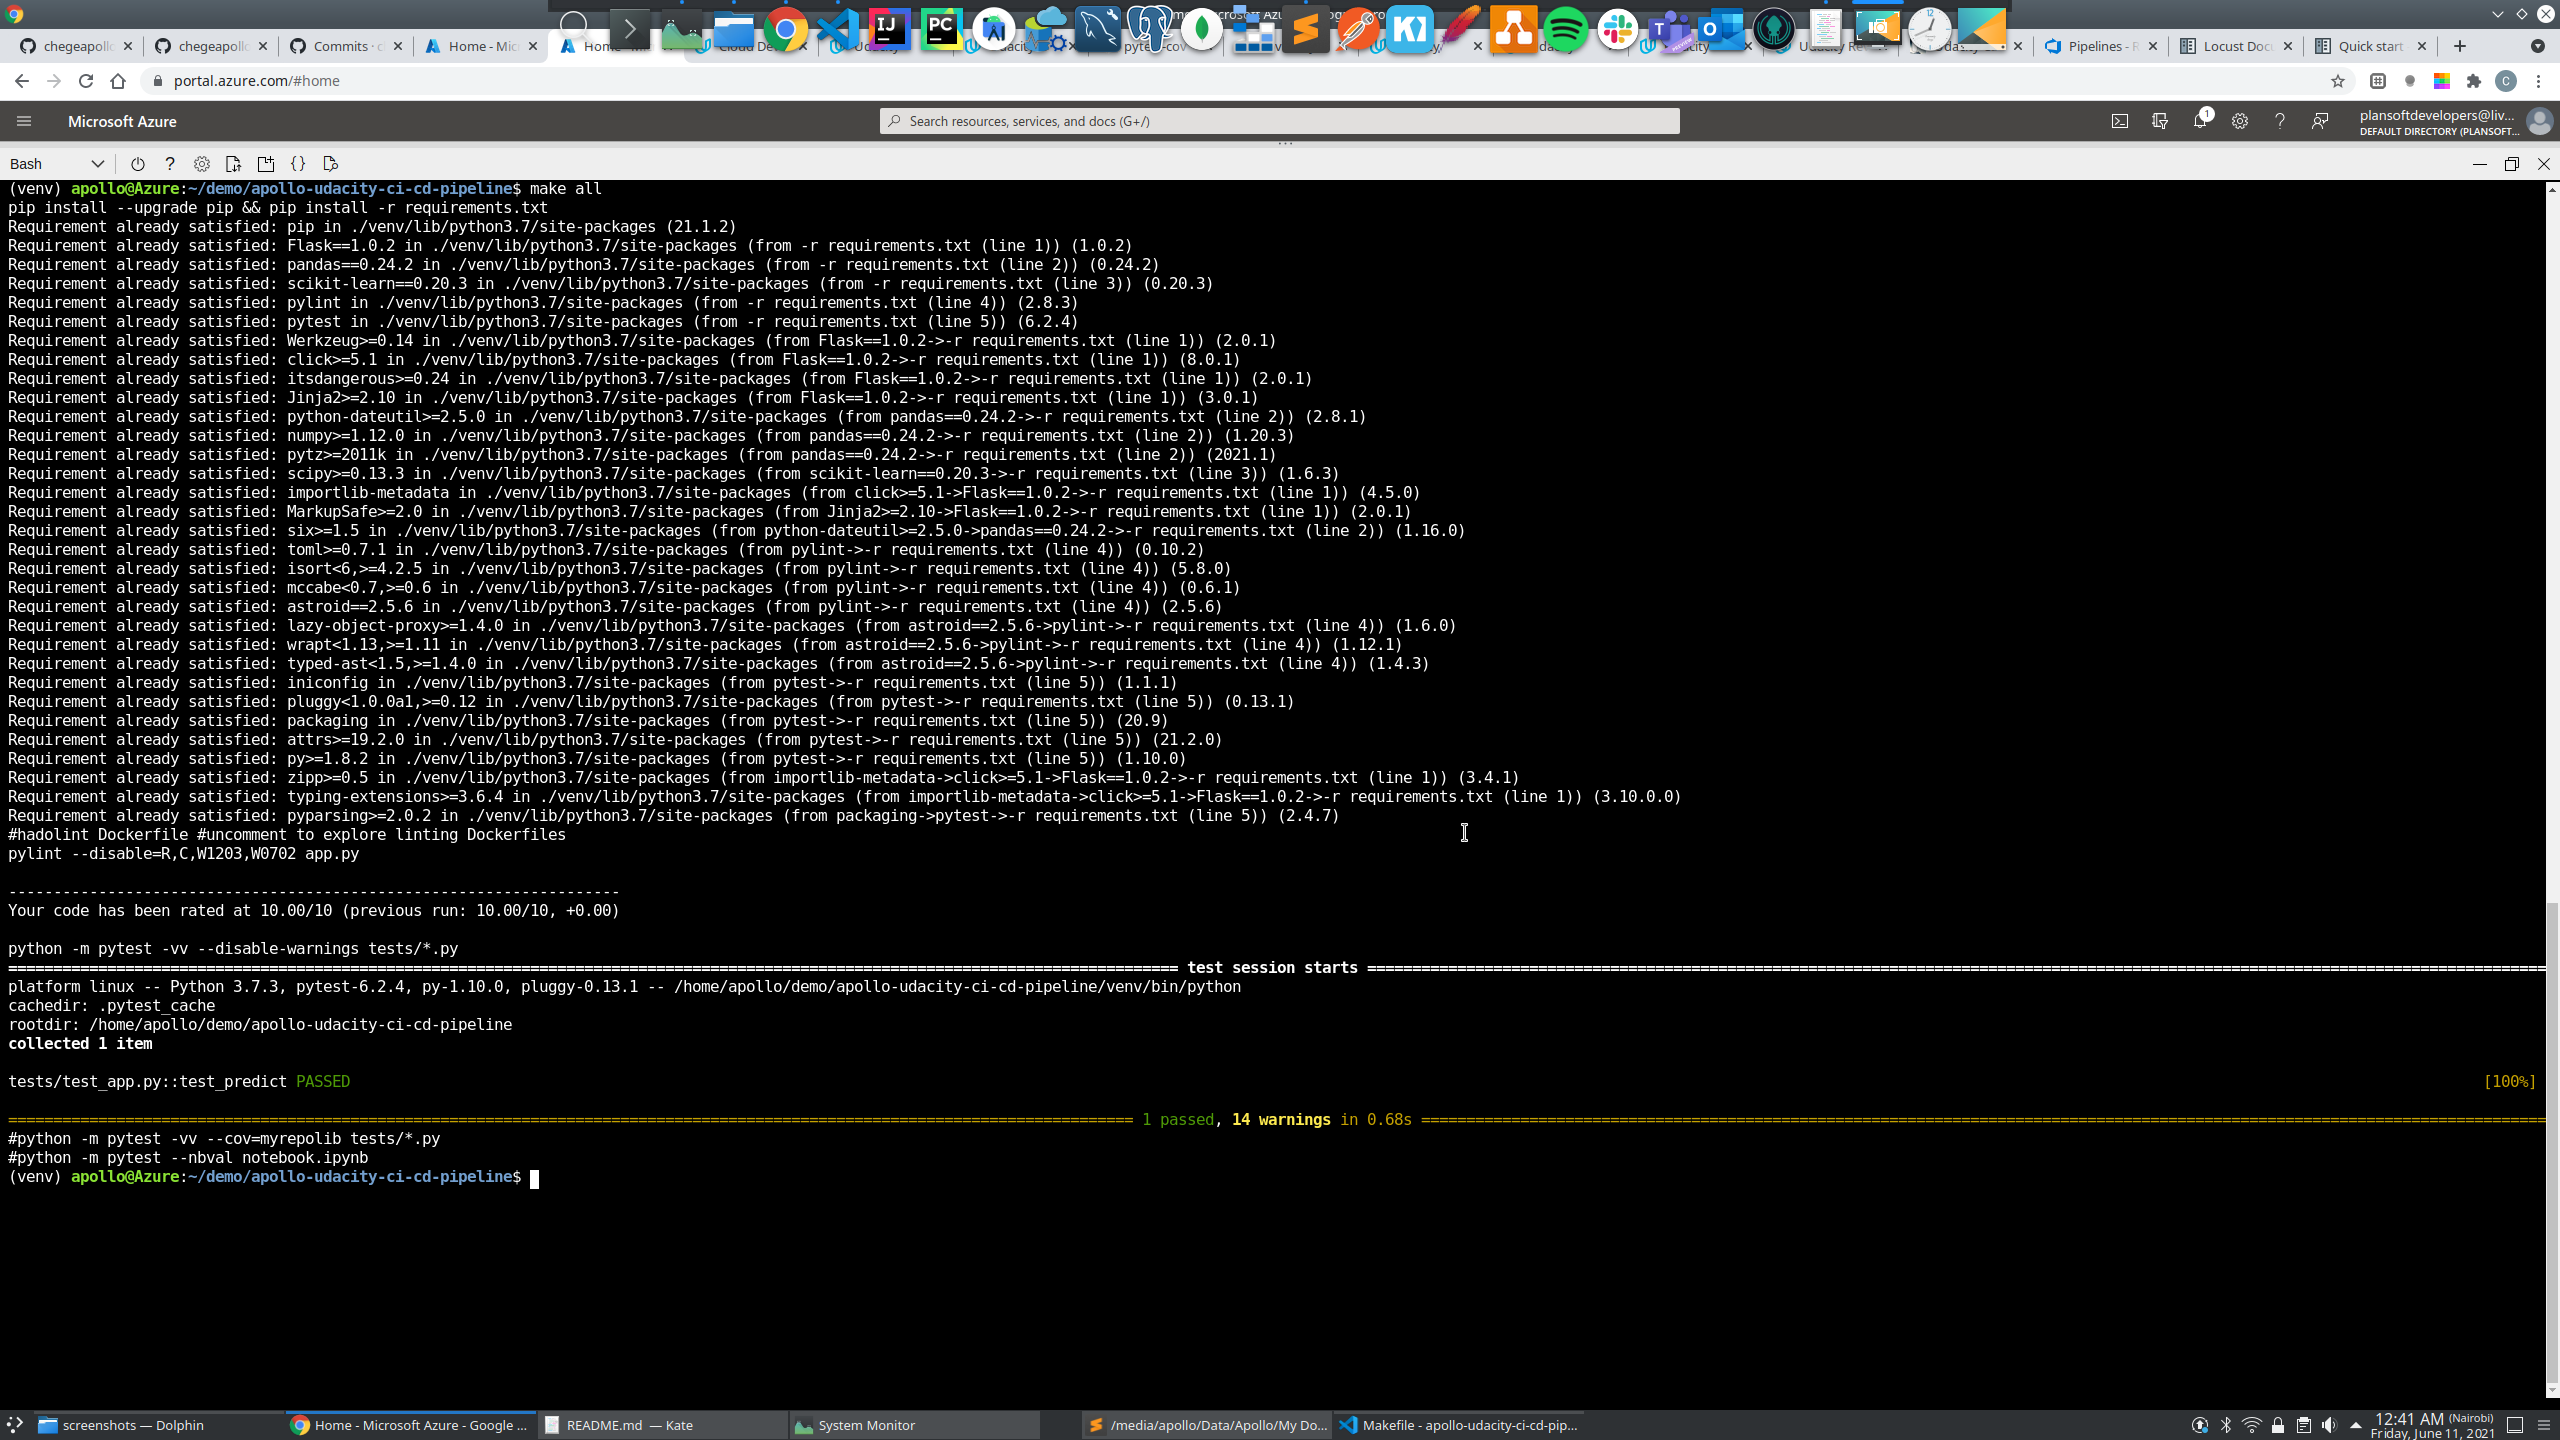 chegeapoll
chegeapoll
Commits · c
Home - Mic
Pipelines - R
Locust Doc
Quick start
portal.azure.com/#home
Microsoft Azure
Search resources, services, and docs (G+/)
1
plansoftdevelopers@liv...
DEFAULT DIRECTORY (PLANSOFT...
Bash
(venv) apollo@Azure:~/demo/apollo-udacity-ci-cd-pipeline$ make all
pip install --upgrade pip && pip install -r requirements.txt
Requirement already satisfied: pip in ./venv/lib/python3.7/site-packages (21.1.2)
Requirement already satisfied: Flask==1.0.2 in ./venv/lib/python3.7/site-packages (from -r requirements.txt (line 1)) (1.0.2)
Requirement already satisfied: pandas==0.24.2 in ./venv/lib/python3.7/site-packages (from -r requirements.txt (line 2)) (0.24.2)
Requirement already satisfied: scikit-learn==0.20.3 in ./venv/lib/python3.7/site-packages (from -r requirements.txt (line 3)) (0.20.3)
Requirement already satisfied: pylint in ./venv/lib/python3.7/site-packages (from -r requirements.txt (line 4)) (2.8.3)
Requirement already satisfied: pytest in ./venv/lib/python3.7/site-packages (from -r requirements.txt (line 5)) (6.2.4)
Requirement already satisfied: Werkzeug>=0.14 in ./venv/lib/python3.7/site-packages (from Flask==1.0.2->-r requirements.txt (line 1)) (2.0.1)
Requirement already satisfied: click>=5.1 in ./venv/lib/python3.7/site-packages (from Flask==1.0.2->-r requirements.txt (line 1)) (8.0.1)
Requirement already satisfied: itsdangerous>=0.24 in ./venv/lib/python3.7/site-packages (from Flask==1.0.2->-r requirements.txt (line 1)) (2.0.1)
Requirement already satisfied: Jinja2>=2.10 in ./venv/lib/python3.7/site-packages (from Flask==1.0.2->-r requirements.txt (line 1)) (3.0.1)
Requirement already satisfied: python-dateutil>=2.5.0 in ./venv/lib/python3.7/site-packages (from pandas==0.24.2->-r requirements.txt (line 2)) (2.8.1)
Requirement already satisfied: numpy>=1.12.0 in ./venv/lib/python3.7/site-packages (from pandas==0.24.2->-r requirements.txt (line 2)) (1.20.3)
Requirement already satisfied: pytz>=2011k in ./venv/lib/python3.7/site-packages (from pandas==0.24.2->-r requirements.txt (line 2)) (2021.1)
Requirement already satisfied: scipy>=0.13.3 in ./venv/lib/python3.7/site-packages (from scikit-learn==0.20.3->-r requirements.txt (line 3)) (1.6.3)
Requirement already satisfied: importlib-metadata in ./venv/lib/python3.7/site-packages (from click>=5.1->Flask==1.0.2->-r requirements.txt (line 1)) (4.5.0)
Requirement already satisfied: MarkupSafe>=2.0 in ./venv/lib/python3.7/site-packages (from Jinja2>=2.10->Flask==1.0.2->-r requirements.txt (line 1)) (2.0.1)
Requirement already satisfied: six>=1.5 in ./venv/lib/python3.7/site-packages (from python-dateutil>=2.5.0->pandas==0.24.2->-r requirements.txt (line 2)) (1.16.0)
Requirement already satisfied: toml>=0.7.1 in ./venv/lib/python3.7/site-packages (from pylint->-r requirements.txt (line 4)) (0.10.2)
Requirement already satisfied: isort<6,>=4.2.5 in ./venv/lib/python3.7/site-packages (from pylint->-r requirements.txt (line 4)) (5.8.0)
Requirement already satisfied: mccabe<0.7,>=0.6 in ./venv/lib/python3.7/site-packages (from pylint->-r requirements.txt (line 4)) (0.6.1)
Requirement already satisfied: astroid==2.5.6 in ./venv/lib/python3.7/site-packages (from pylint->-r requirements.txt (line 4)) (2.5.6)
Requirement already satisfied: lazy-object-proxy>=1.4.0 in ./venv/lib/python3.7/site-packages (from astroid==2.5.6->pylint->-r requirements.txt (line 4)) (1.6.0)
Requirement already satisfied: wrapt<1.13,>=1.11 in ./venv/lib/python3.7/site-packages (from astroid==2.5.6->pylint->-r requirements.txt (line 4)) (1.12.1)
Requirement already satisfied: typed-ast<1.5,>=1.4.0 in ./venv/lib/python3.7/site-packages (from astroid==2.5.6->pylint->-r requirements.txt (line 4)) (1.4.3)
Requirement already satisfied: iniconfig in ./venv/lib/python3.7/site-packages (from pytest->-r requirements.txt (line 5)) (1.1.1)
Requirement already satisfied: pluggy<1.0.0a1,>=0.12 in ./venv/lib/python3.7/site-packages (from pytest->-r requirements.txt (line 5)) (0.13.1)
Requirement already satisfied: packaging in ./venv/lib/python3.7/site-packages (from pytest->-r requirements.txt (line 5)) (20.9)
Requirement already satisfied: attrs>=19.2.0 in ./venv/lib/python3.7/site-packages (from pytest->-r requirements.txt (line 5)) (21.2.0)
Requirement already satisfied: py>=1.8.2 in ./venv/lib/python3.7/site-packages (from pytest->-r requirements.txt (line 5)) (1.10.0)
Requirement already satisfied: zipp>=0.5 in ./venv/lib/python3.7/site-packages (from importlib-metadata->click>=5.1->Flask==1.0.2->-r requirements.txt (line 1)) (3.4.1)
Requirement already satisfied: typing-extensions>=3.6.4 in ./venv/lib/python3.7/site-packages (from importlib-metadata->click>=5.1->Flask==1.0.2->-r requirements.txt (line 1)) (3.10.0.0)
Requirement already satisfied: pyparsing>=2.0.2 in ./venv/lib/python3.7/site-packages (from packaging->pytest->-r requirements.txt (line 5)) (2.4.7)
#hadolint Dockerfile #uncomment to explore linting Dockerfiles
pylint --disable=R,C,W1203,W0702 app.py
--------------------------------------------------------------------
Your code has been rated at 10.00/10 (previous run: 10.00/10, +0.00)
python -m pytest -vv --disable-warnings tests/*.py
test session starts
platform linux -- Python 3.7.3, pytest-6.2.4, py-1.10.0, pluggy-0.13.1 -- /home/apollo/demo/apollo-udacity-ci-cd-pipeline/venv/bin/python
cachedir: .pytest_cache
rootdir: /home/apollo/demo/apollo-udacity-ci-cd-pipeline
collected 1 item
tests/test_app.py::test_predict PASSED [100%]
1 passed, 14 warnings in 0.68s
#python -m pytest -vv --cov=myrepolib tests/*.py
#python -m pytest --nbval notebook.ipynb
(venv) apollo@Azure:~/demo/apollo-udacity-ci-cd-pipeline$
screenshots — Dolphin
Home - Microsoft Azure - Google ...
README.md — Kate
System Monitor
/media/apollo/Data/Apollo/My Do...
Makefile - apollo-udacity-ci-cd-pip...
12:41 AM (Nairobi)
Friday, June 11, 2021